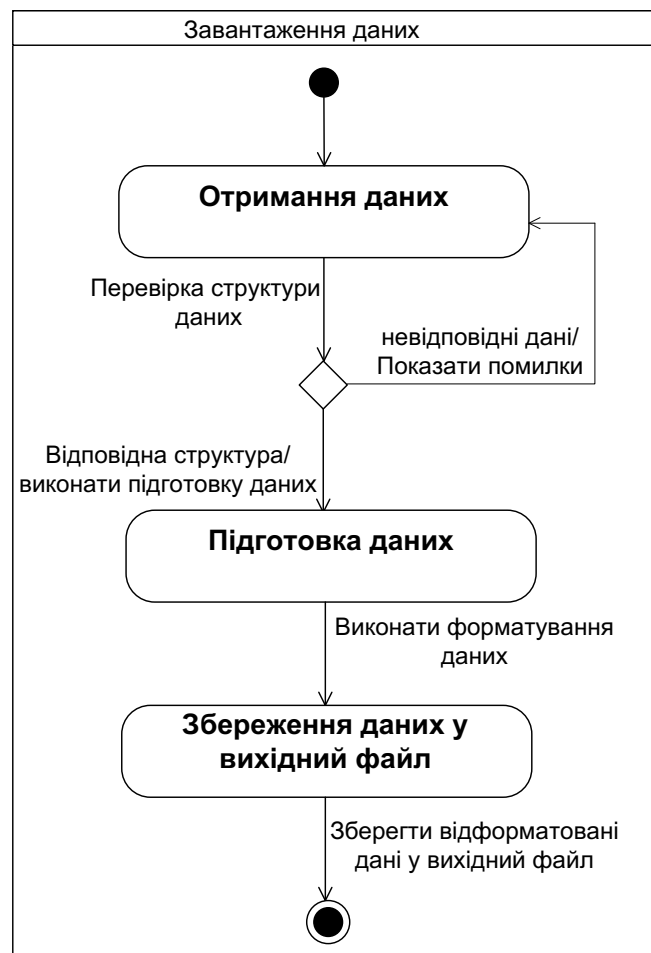 Завантаження даних
Отримання даних
Перевірка структури
даних
невідповідні дані/
Показати помилки
Відповідна структура/
виконати підготовку даних
Підготовка даних
Виконати форматування
даних
Збереження даних у
вихідний файл
Зберегти відформатовані
дані у вихідний файл